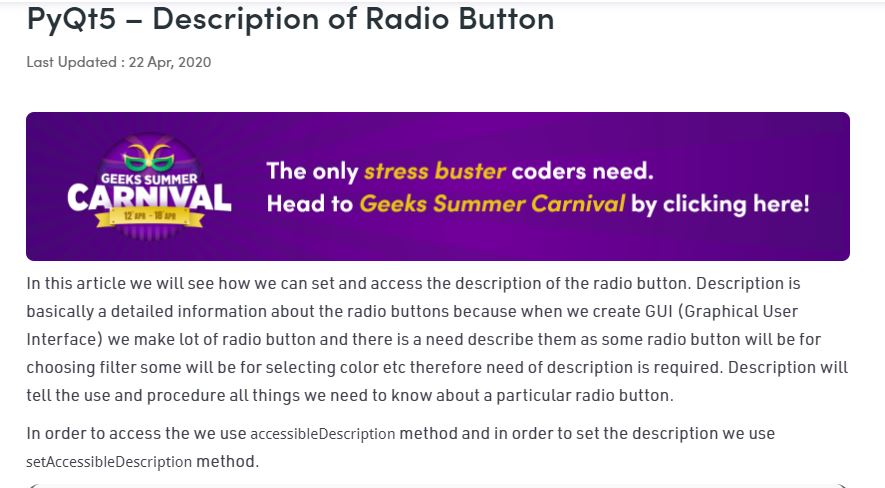 PyQt5 – Description of Radio Button
Last Updated : 22 Apr, 2020
GEEKS SUMMER
CARNIVAL
12 APR - 18 APR
The only stress buster coders need.
Head to Geeks Summer Carnival by clicking here!
In this article we will see how we can set and access the description of the radio button. Description is
basically a detailed information about the radio buttons because when we create GUI (Graphical User
Interface) we make lot of radio button and there is a need describe them as some radio button will be for
choosing filter some will be for selecting color etc therefore need of description is required. Description will
tell the use and procedure all things we need to know about a particular radio button.
In order to access the we use accessibleDescription method and in order to set the description we use
setAccessibleDescription method.